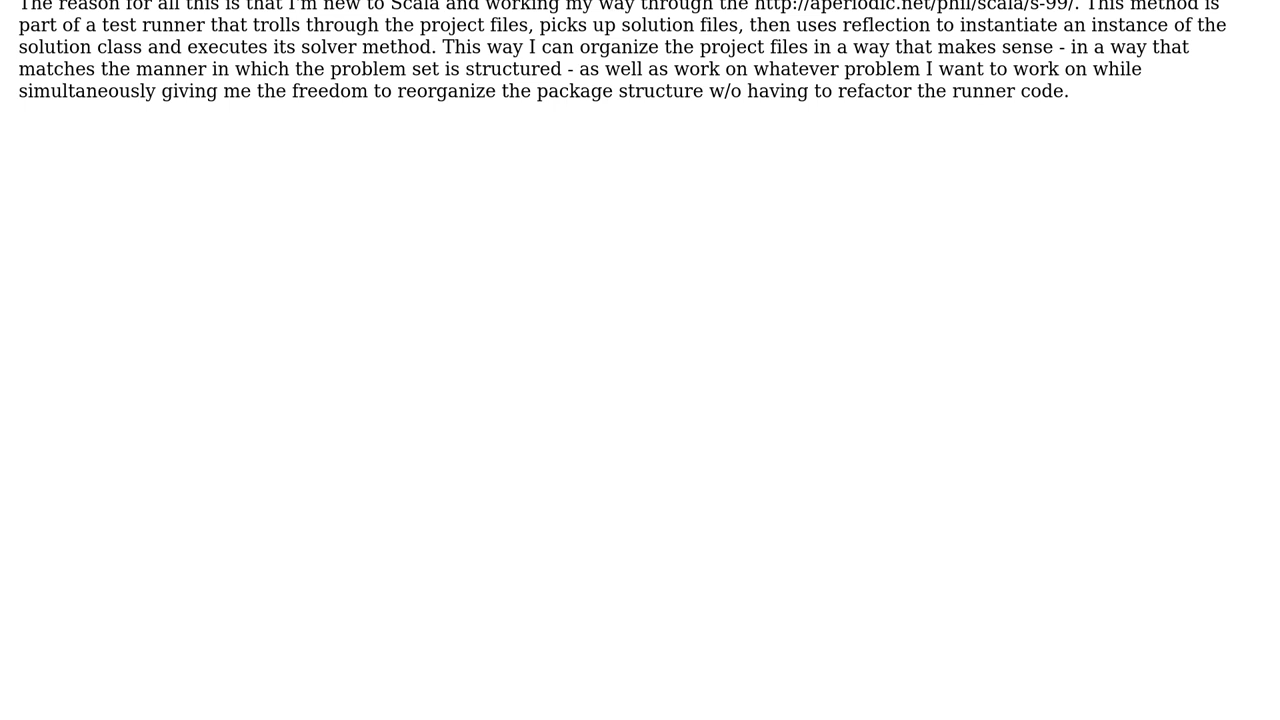 The reason for all this is that I'm new to Scala and working my way through the http://aperiodic.net/phil/scala/s-99/. This method is
part of a test runner that trolls through the project files, picks up solution files, then uses reflection to instantiate an instance of the
solution class and executes its solver method. This way I can organize the project files in a way that makes sense - in a way that
matches the manner in which the problem set is structured - as well as work on whatever problem I want to work on while
simultaneously giving me the freedom to reorganize the package structure w/o having to refactor the runner code.